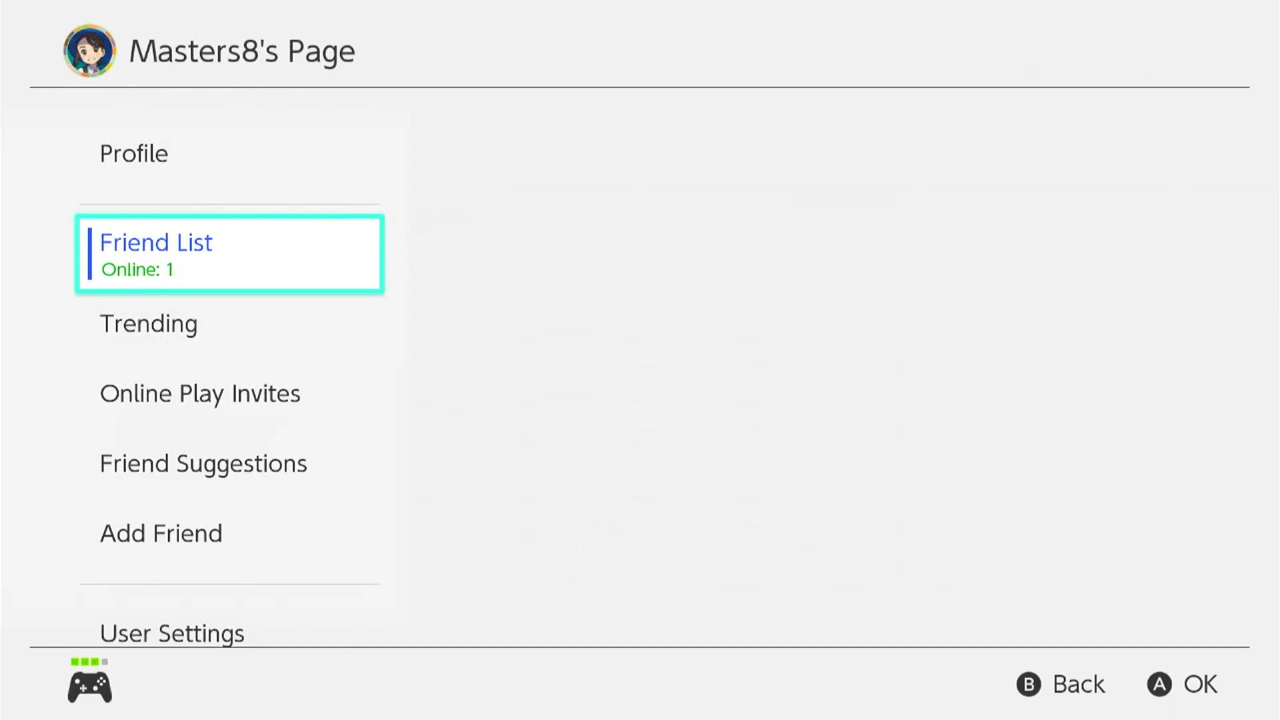 Masters8's Page
Profile
Friend List
Online: 1
Trending
Online Play Invites
Friend Suggestions
Add Friend
User Settings
B Back A OK